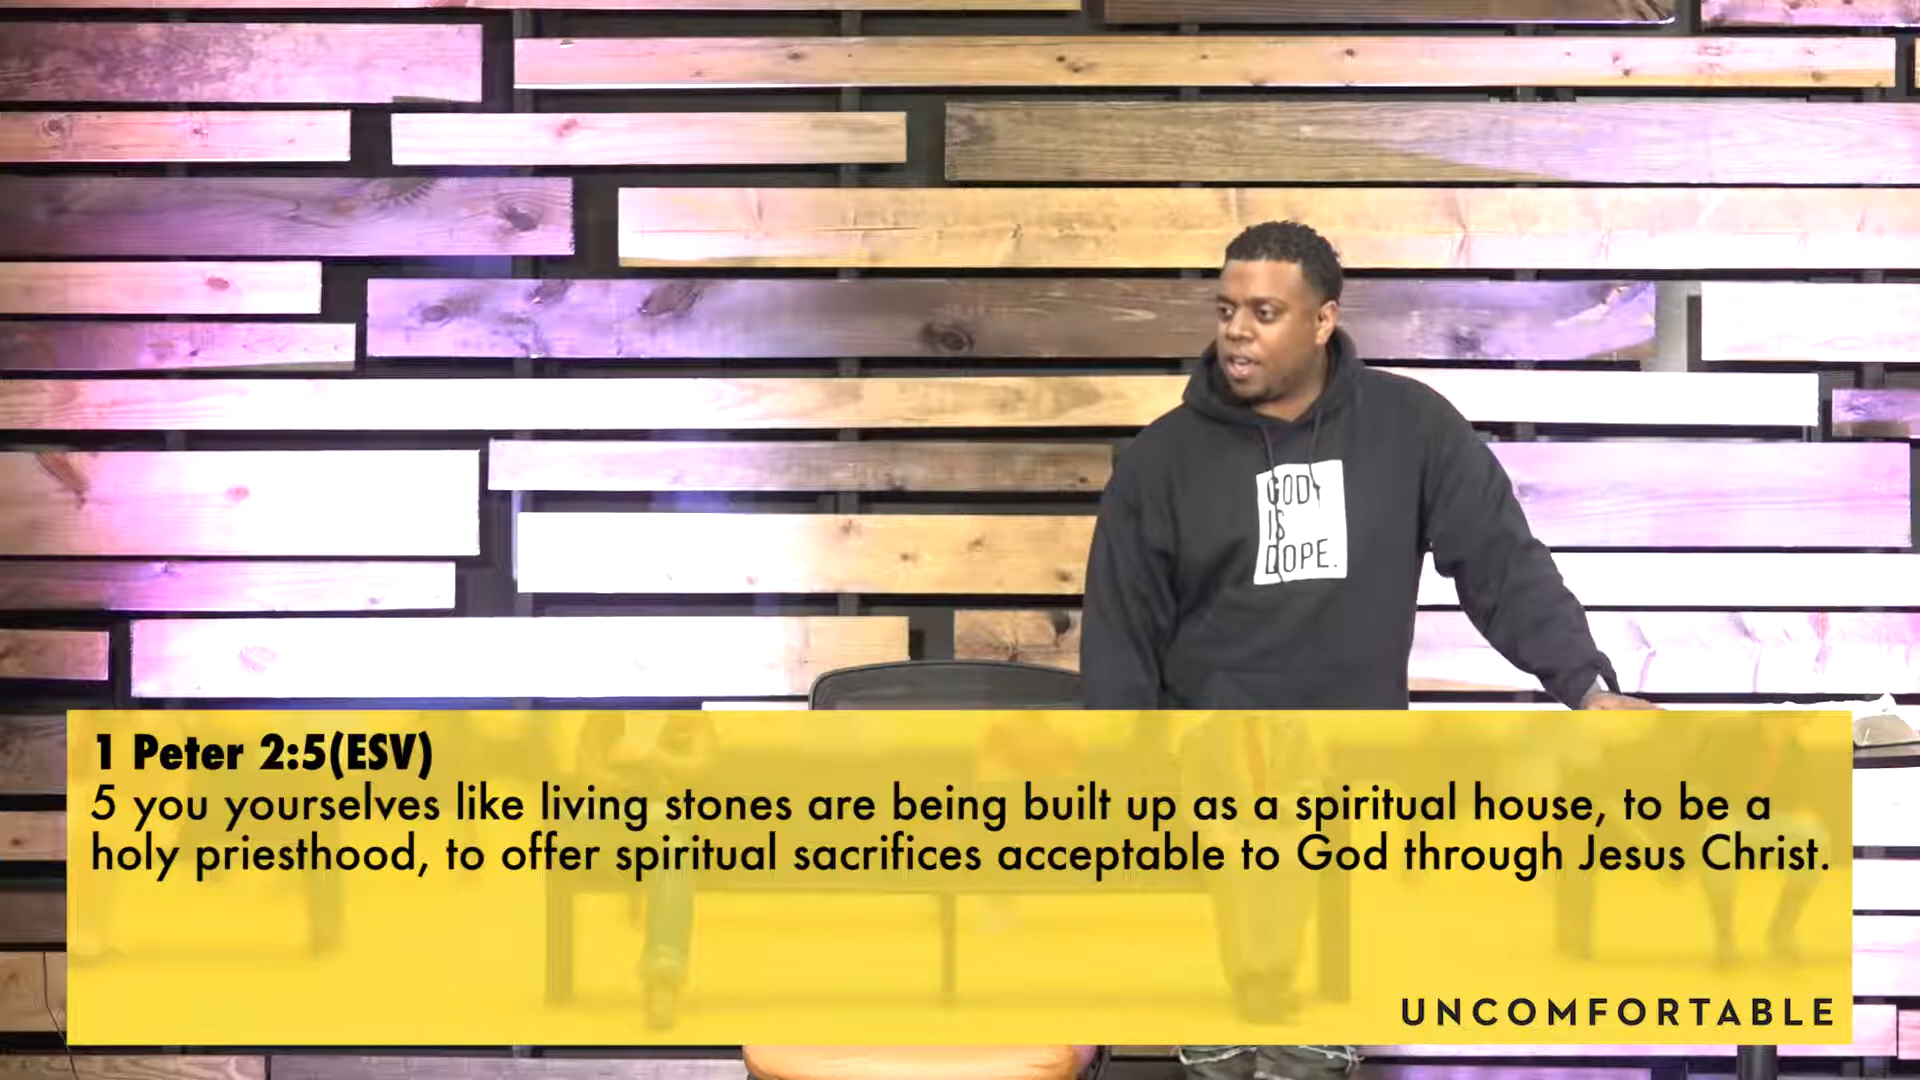 GOD
IS
DOPE.
1 Peter 2:5(ESV)
5 you yourselves like living stones are being built up as a spiritual house, to be a
holy priesthood, to offer spiritual sacrifices acceptable to God through Jesus Christ.
UNCOMFORTABLE